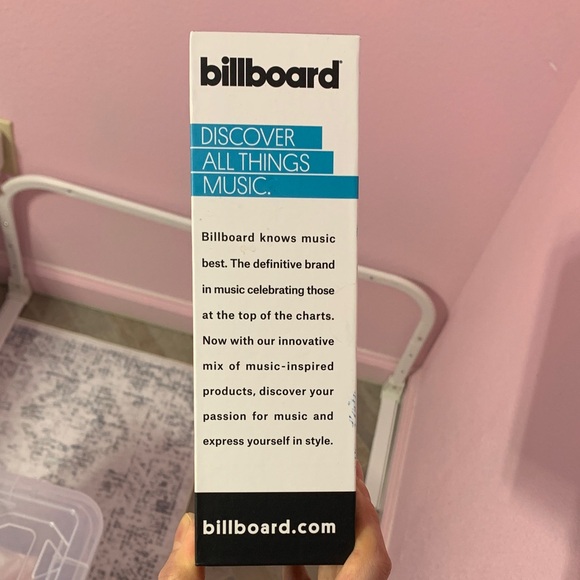 billboard
DISCOVER
ALL THINGS
MUSIC.
Billboard knows music
best. The definitive brand
in music celebrating those
at the top of the charts.
Now with our innovative
mix of music-inspired
products, discover your
passion for music and
express yourself in style.
billboard.com